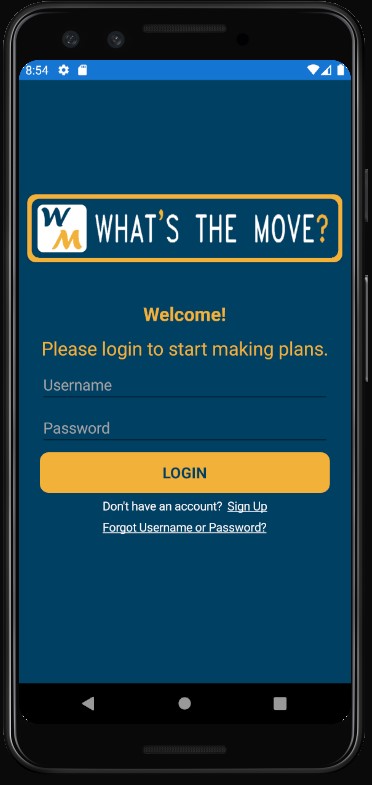 8:54
W
M
WHAT'S THE MOVE?
Welcome!
Please login to start making plans.
Username
Password
LOGIN
Don't have an account? Sign Up
Forgot Username or Password?